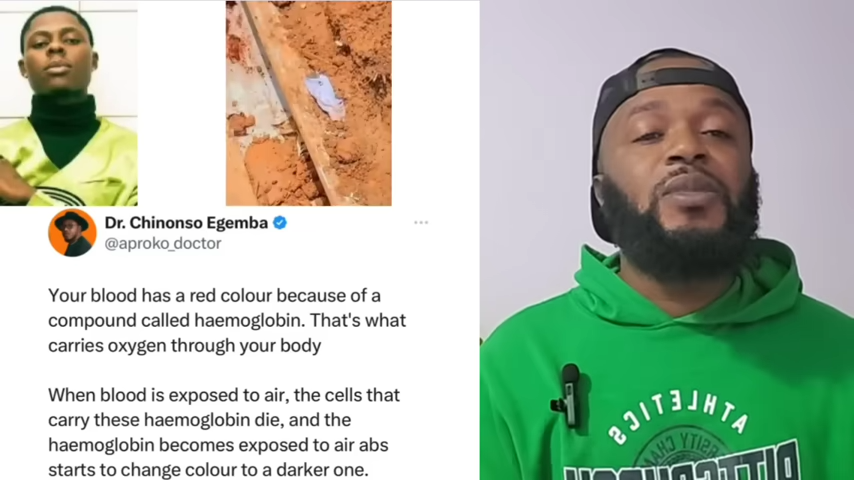 Dr. Chinonso Egemba
@aproko_doctor
Your blood has a red colour because of a
compound called haemoglobin. That's what
carries oxygen through your body
When blood is exposed to air, the cells that
carry these haemoglobin die, and the
haemoglobin becomes exposed to air abs
starts to change colour to a darker one.
ATHLETICS